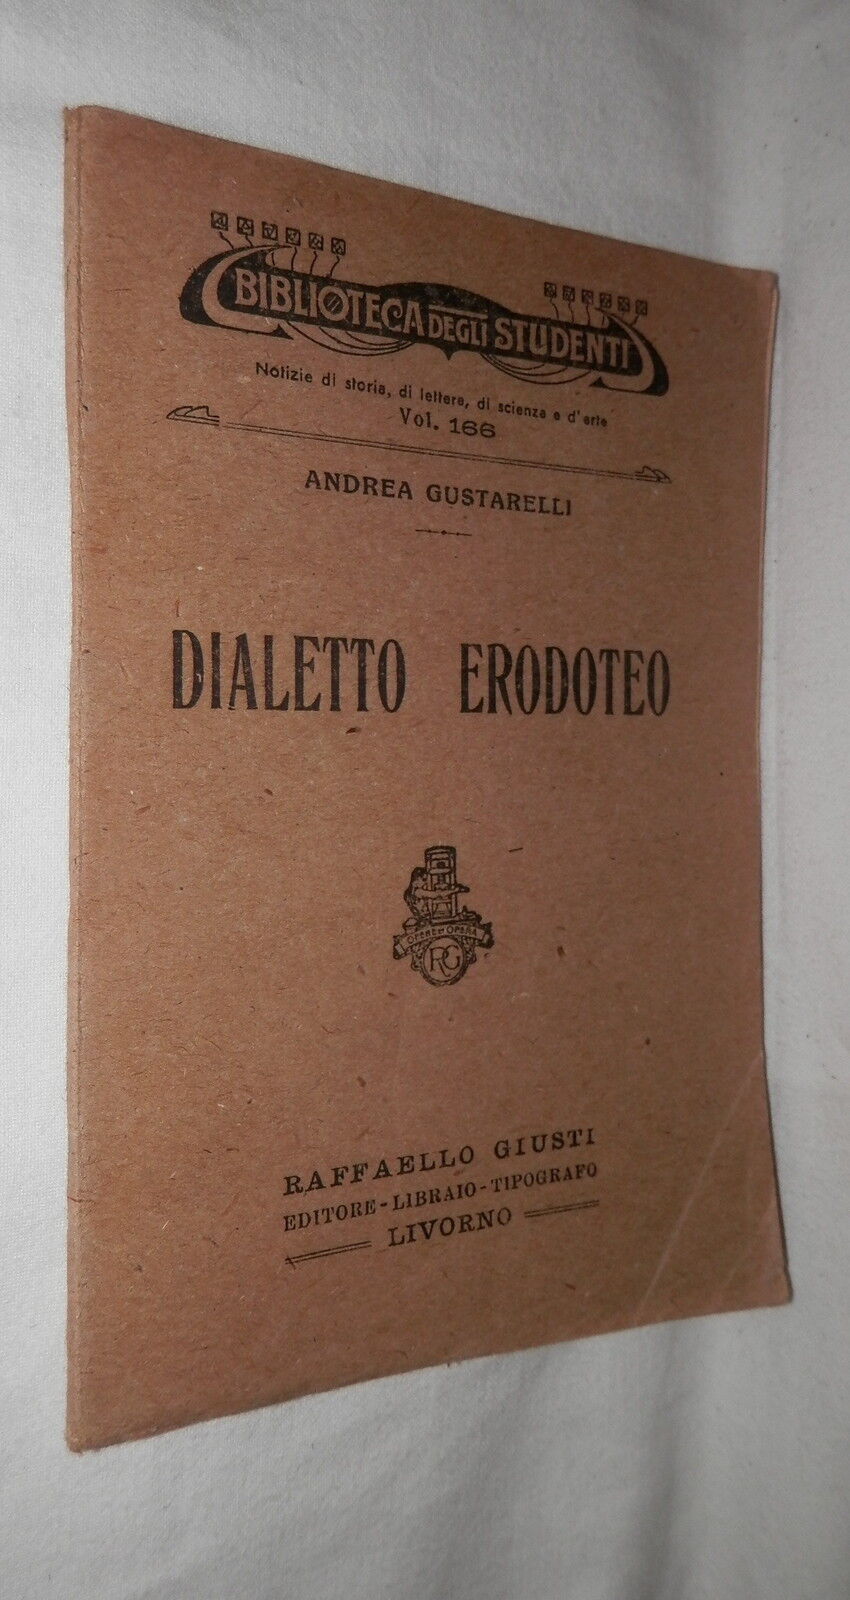 BIBLIOTECA DEGLI STUDENTI
Notizie di storia, di lettere, di scienza e d'arte
Vol. 166
ANDREA GUSTARELLI
DIALETTO ERODOTEO
OPERE ET OPERA
RG
RAFFAELLO GIUSTI
EDITORE-LIBRAIO-TIPOGRAFO
LIVORNO